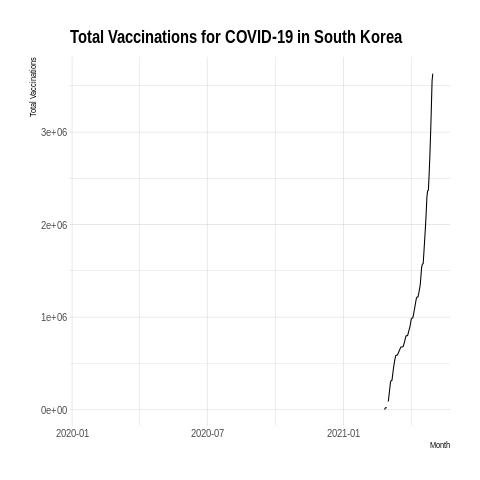 Total Vaccinations for COVID-19 in South Korea
Total Vaccinations
3e+06
2e+06
1e+06
0e+00
2020-01 2020-07 2021-01
Month